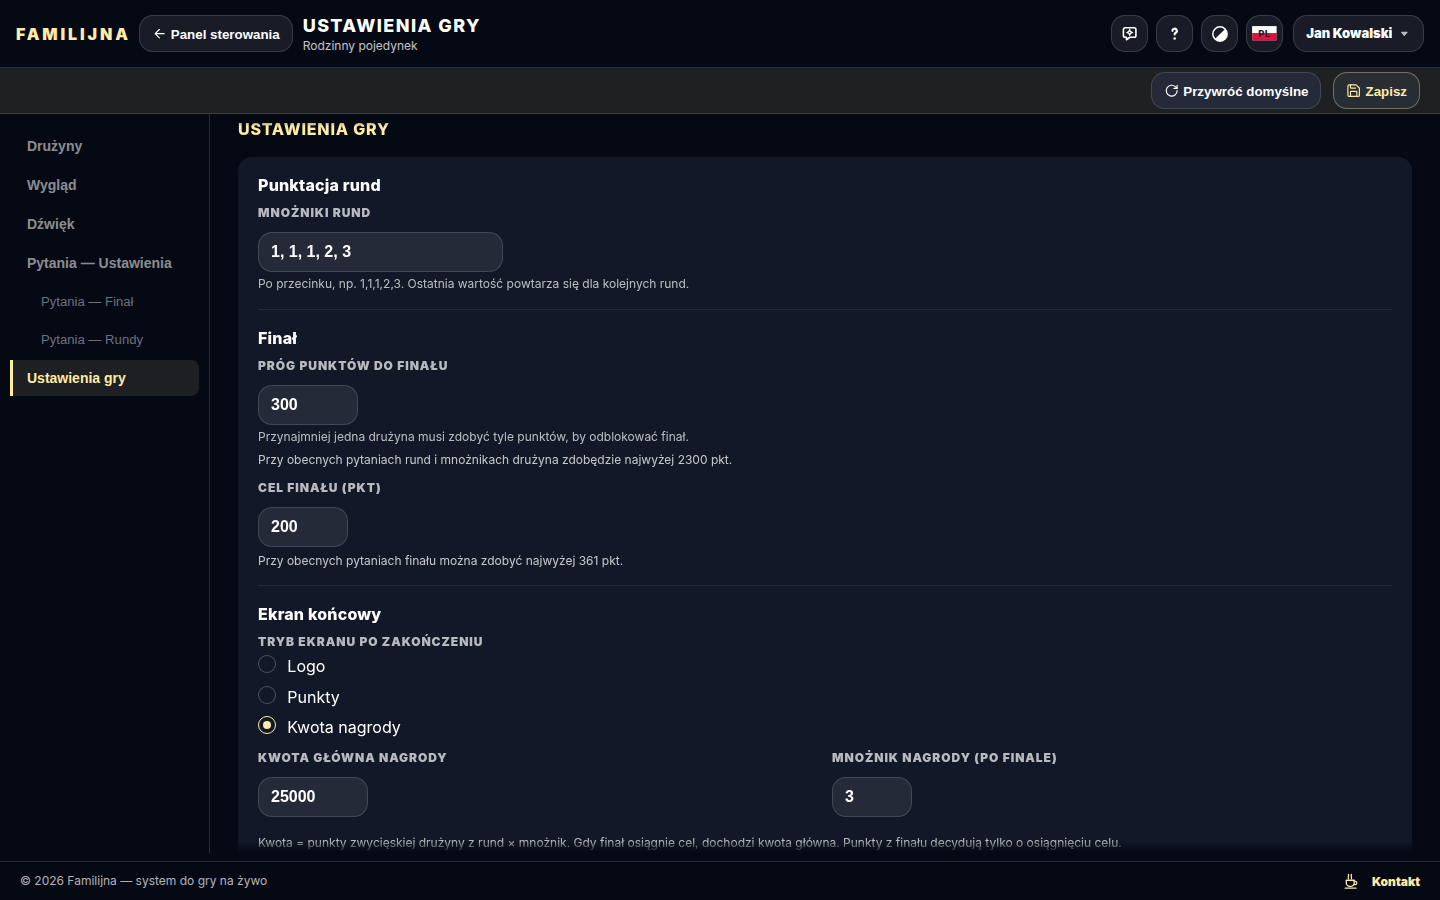 FAMILIJNA
Panel sterowania
USTAWIENIA GRY
Rodzinny pojedynek
?
PL
Jan Kowalski
Przywróć domyślne
Zapisz
Drużyny
Wygląd
Dźwięk
Pytania — Ustawienia
Pytania — Finał
Pytania — Rundy
Ustawienia gry
USTAWIENIA GRY
Punktacja rund
MNOŻNIKI RUND
1, 1, 1, 2, 3
Po przecinku, np. 1,1,1,2,3. Ostatnia wartość powtarza się dla kolejnych rund.
Finał
PRÓG PUNKTÓW DO FINAŁU
300
Przynajmniej jedna drużyna musi zdobyć tyle punktów, by odblokować finał.
Przy obecnych pytaniach rund i mnożnikach drużyna zdobędzie najwyżej 2300 pkt.
CEL FINAŁU (PKT)
200
Przy obecnych pytaniach finału można zdobyć najwyżej 361 pkt.
Ekran końcowy
TRYB EKRANU PO ZAKOŃCZENIU
Logo
Punkty
Kwota nagrody
KWOTA GŁÓWNA NAGRODY
25000
MNOŻNIK NAGRODY (PO FINALE)
3
Kwota = punkty zwycięskiej drużyny z rund × mnożnik. Gdy finał osiągnie cel, dochodzi kwota główna. Punkty z finału decydują tylko o osiągnięciu celu.
© 2026 Familijna — system do gry na żywo
Kontakt